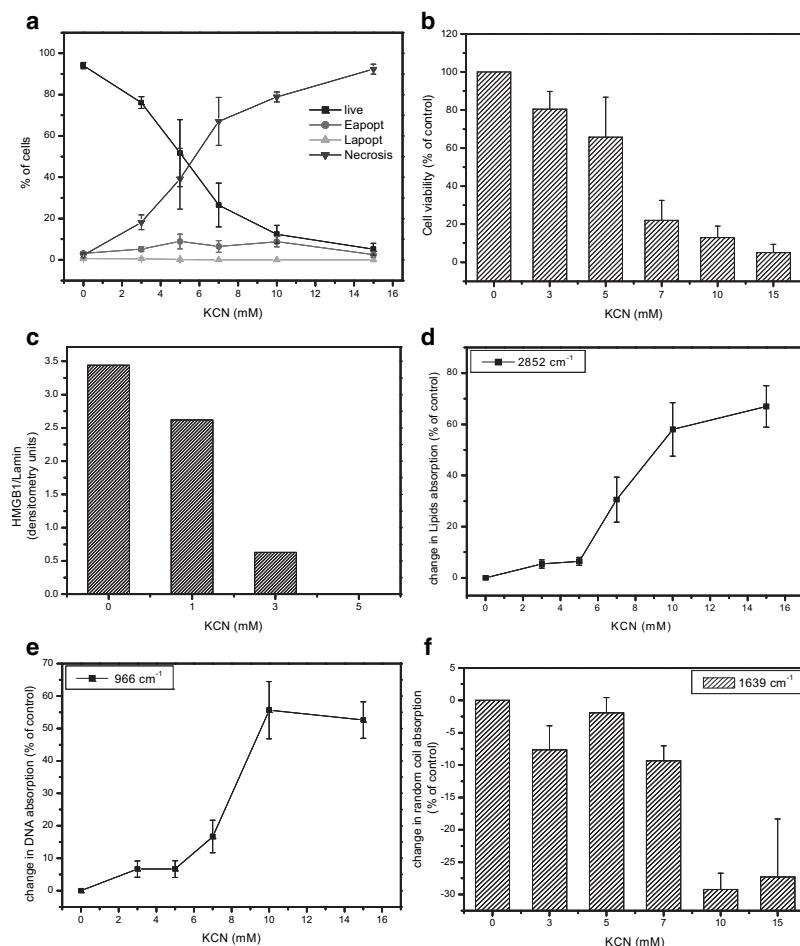 a
100
80
60
40
20
0
% of cells
live
Eapopt
Lapopt
Necrosis
0 2 4 6 8 10 12 14 16
KCN (mM)
b
120
100
80
60
40
20
0
Cell viability (% of control)
0 3 5 7 10 15
KCN (mM)
c
3.5
3.0
2.5
2.0
1.5
1.0
0.5
0.0
HMGB1/Lamin
(densitometry units)
0 1 3 5
KCN (mM)
d
2852 cm-1
80
60
40
20
0
change in Lipids absorption (% of control)
0 2 4 6 8 10 12 14 16
KCN (mM)
e
966 cm-1
70
60
50
40
30
20
10
0
change in DNA absorption (% of control)
0 2 4 6 8 10 12 14 16
KCN (mM)
f
1639 cm-1
5
0
-5
-10
-15
-20
-25
-30
change in random coil absorption
(% of control)
0 3 5 7 10 15
KCN (mM)